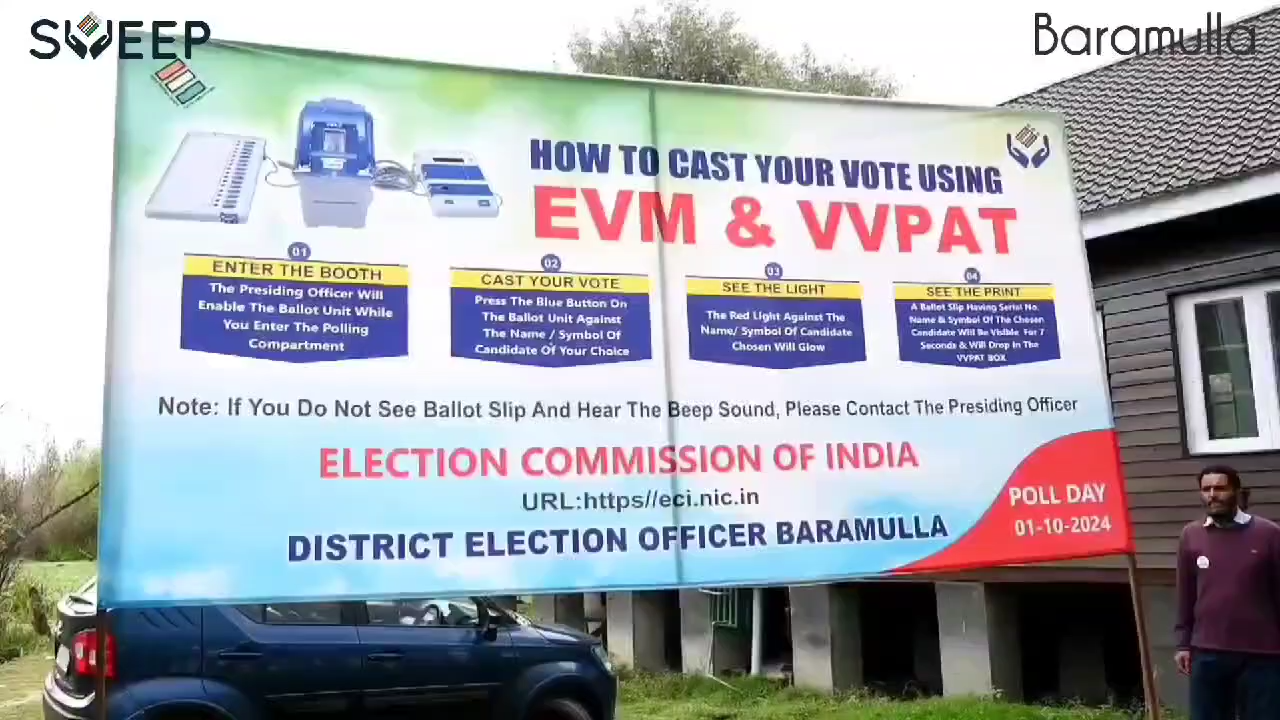 SWEEP
Baramulla
HOW TO CAST YOUR VOTE USING
EVM & VVPAT
01
ENTER THE BOOTH
The Presiding Officer Will
Enable The Ballot Unit While
You Enter The Polling
Compartment
02
CAST YOUR VOTE
Press The Blue Button On
The Ballot Unit Against
The Name / Symbol Of
Candidate Of Your Choice
03
SEE THE LIGHT
The Red Light Against The
Name/ Symbol Of Candidate
Chosen Will Glow
04
SEE THE PRINT
A Ballot Slip Having Serial No.
Name & Symbol Of The Chosen
Candidate Will Be Visible For 7
Seconds & Will Drop In The
VVPAT BOX
Note: If You Do Not See Ballot Slip And Hear The Beep Sound, Please Contact The Presiding Officer
ELECTION COMMISSION OF INDIA
URL:https//eci.nic.in
DISTRICT ELECTION OFFICER BARAMULLA
POLL DAY
01-10-2024